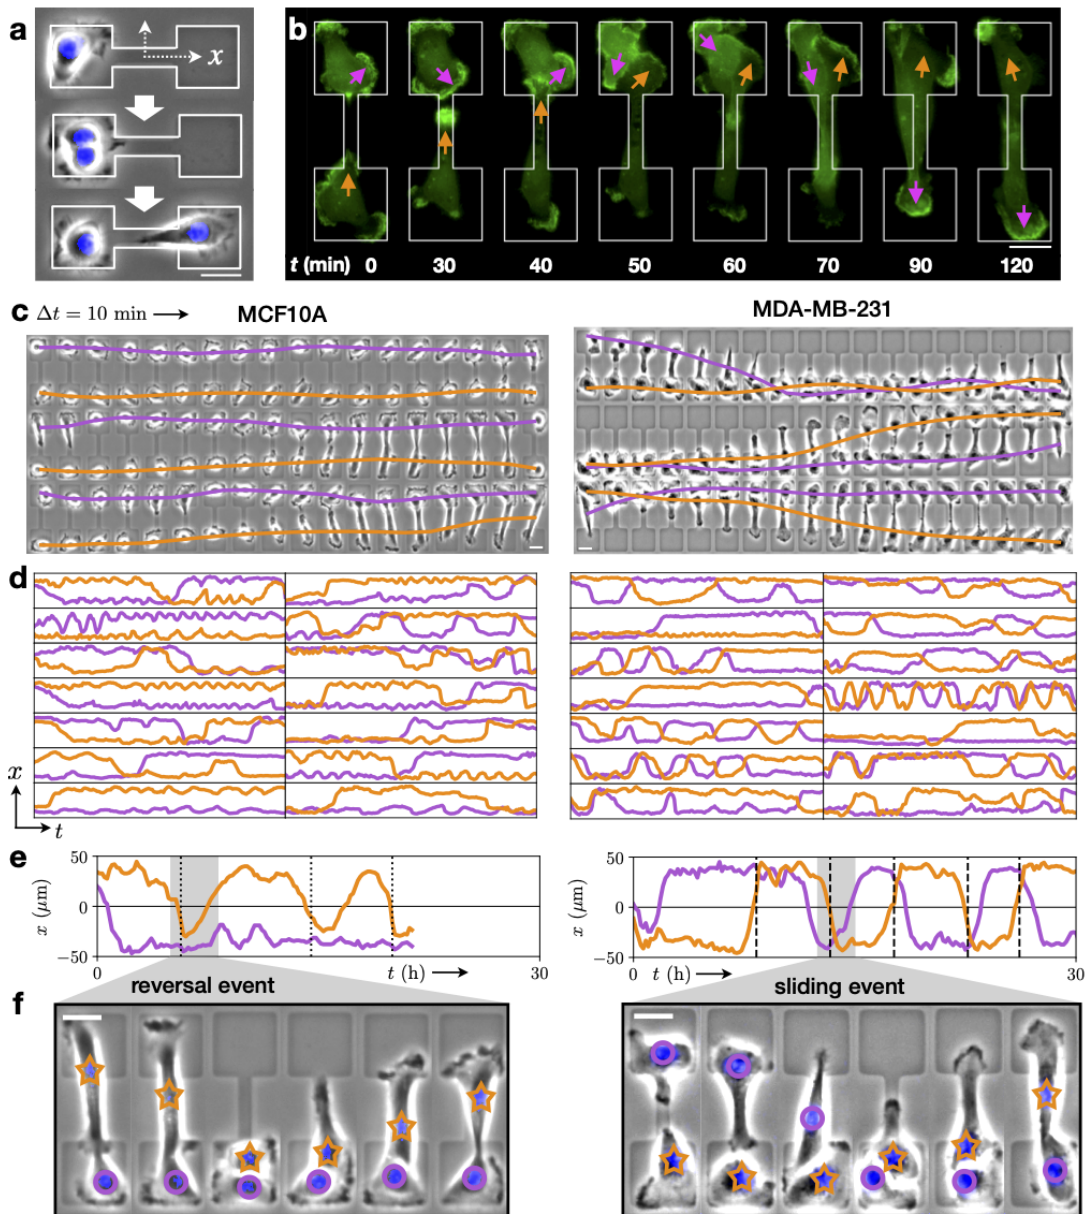 a
x
b
t (min) 0 30 40 50 60 70 90 120
c Δt = 10 min MCF10A MDA-MB-231
d
x
t
e
50
0
−50
x (μm)
0 t (h) 30
reversal event
50
0
−50
x (μm)
0 t (h) 30
sliding event
f